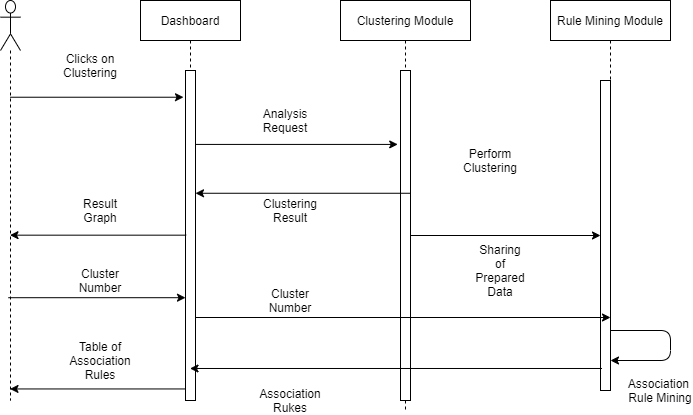 Dashboard
Clustering Module
Rule Mining Module
Clicks on
Clustering
Analysis
Request
Perform
Clustering
Result
Graph
Clustering
Result
Sharing
of
Prepared
Data
Cluster
Number
Cluster
Number
Table of
Association
Rules
Association
Rule Mining
Association
Rukes